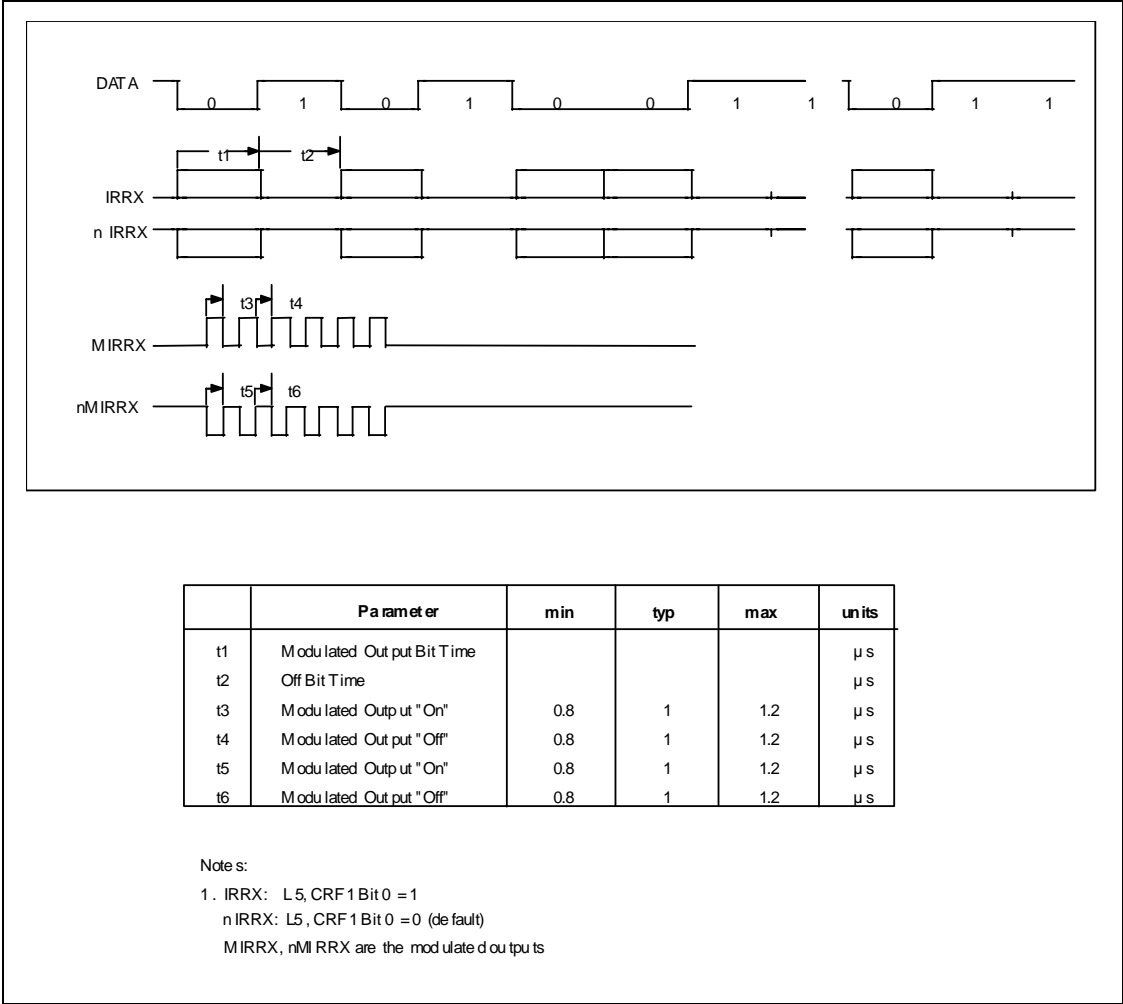 DATA 0 1 0 1 0 0 1 1 0 1 1
t1 t2
IRRX
n IRRX
t3 t4
MIRRX
t5 t6
nMIRRX
Parameter min typ max units
t1 Modulated Output Bit Time µs
t2 Off Bit Time µs
t3 Modulated Output "On" 0.8 1 1.2 µs
t4 Modulated Output "Off" 0.8 1 1.2 µs
t5 Modulated Output "On" 0.8 1 1.2 µs
t6 Modulated Output "Off" 0.8 1 1.2 µs
Notes:
1. IRRX: L5, CRF1 Bit 0 = 1
nIRRX: L5, CRF1 Bit 0 = 0 (default)
MIRRX, nMIRRX are the modulated outputs